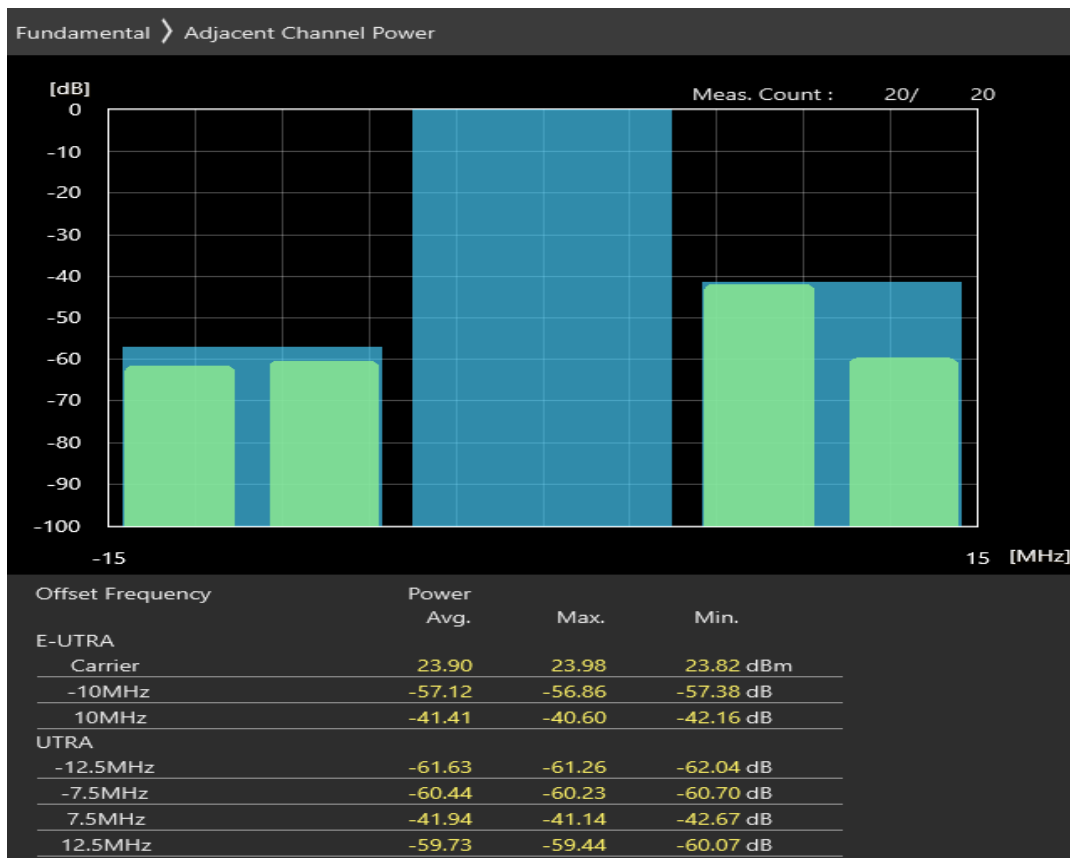 Fundamental 〉 Adjacent Channel Power
[dB]
Meas. Count : 20/ 20
0
-10
-20
-30
-40
-50
-60
-70
-80
-90
-100
-15 15 [MHz]
Offset Frequency Power
Avg. Max. Min.
E-UTRA
Carrier 23.90 23.98 23.82 dBm
-10MHz -57.12 -56.86 -57.38 dB
10MHz -41.41 -40.60 -42.16 dB
UTRA
-12.5MHz -61.63 -61.26 -62.04 dB
-7.5MHz -60.44 -60.23 -60.70 dB
7.5MHz -41.94 -41.14 -42.67 dB
12.5MHz -59.73 -59.44 -60.07 dB